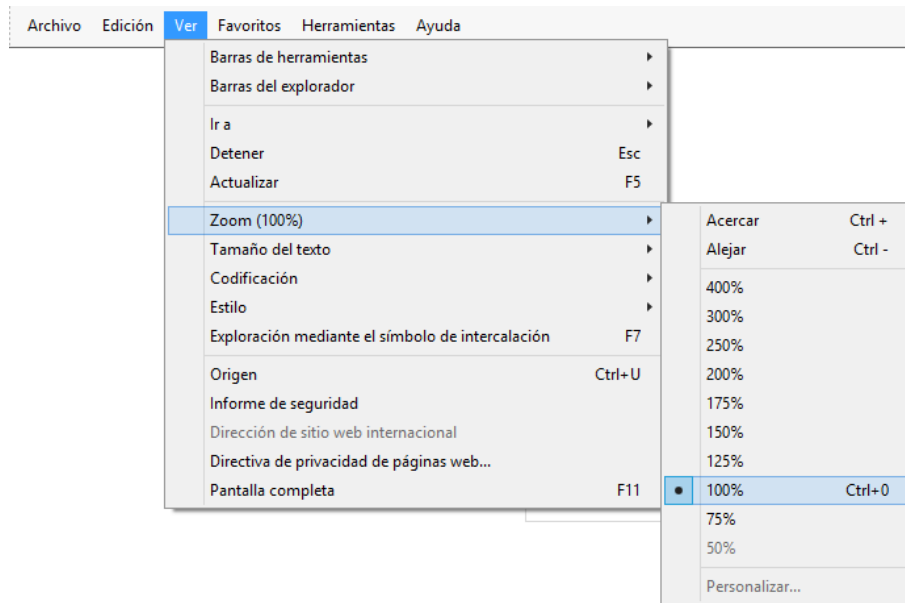 Archivo Edición Ver Favoritos Herramientas Ayuda
Barras de herramientas
Barras del explorador
Ir a
Detener Esc
Actualizar F5
Zoom (100%)
Tamaño del texto
Codificación
Estilo
Exploración mediante el símbolo de intercalación F7
Origen Ctrl+U
Informe de seguridad
Dirección de sitio web internacional
Directiva de privacidad de páginas web...
Pantalla completa F11
Acercar Ctrl +
Alejar Ctrl -
400%
300%
250%
200%
175%
150%
125%
100% Ctrl+0
75%
50%
Personalizar...